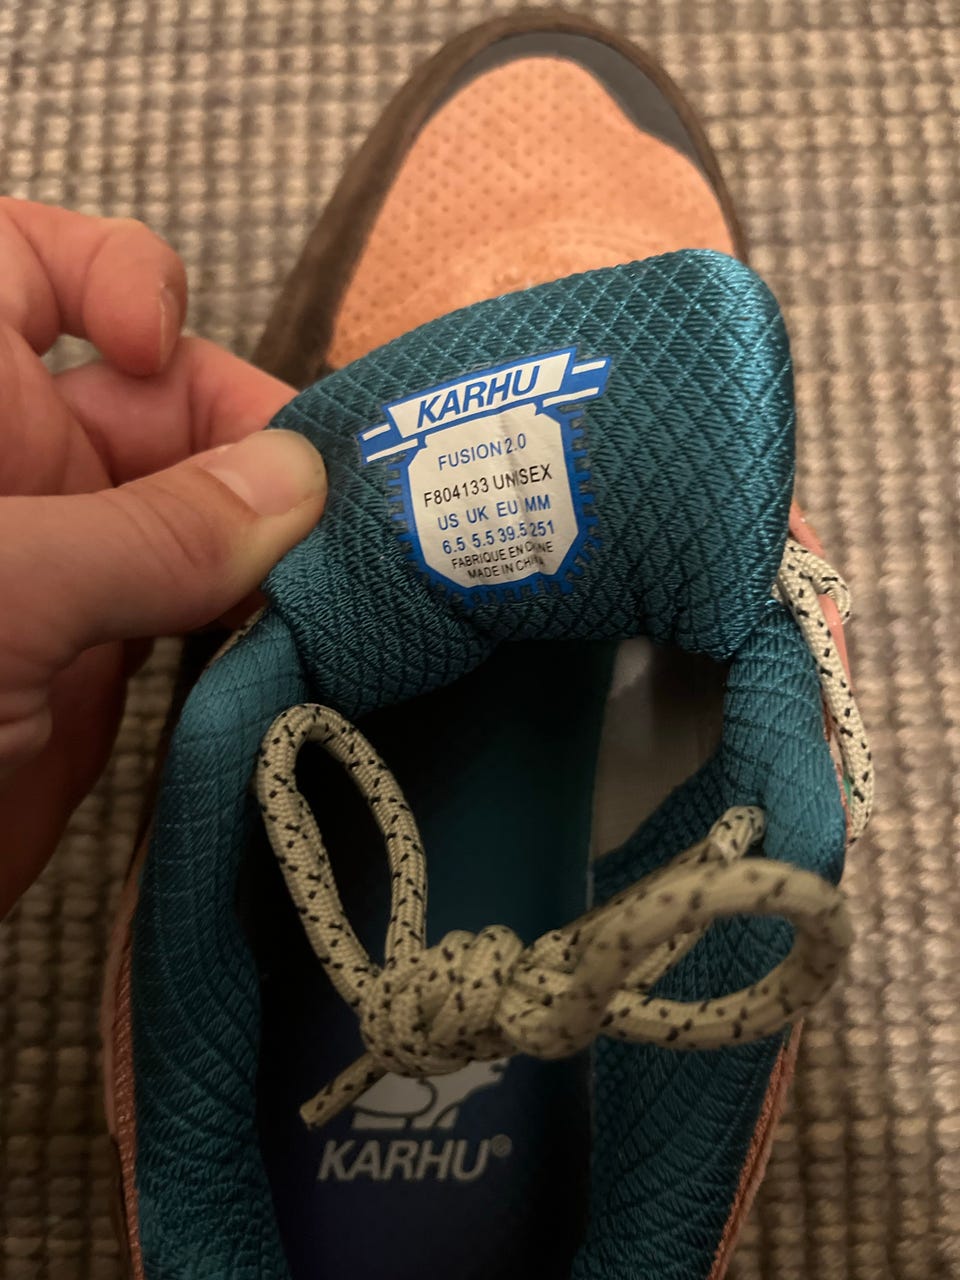 KARHU
FUSION 2.0
F804133 UNISEX
US UK EU MM
6.5 5.5 39.5 251
FABRIQUE EN CHINE
MADE IN CHINA
KARHU®